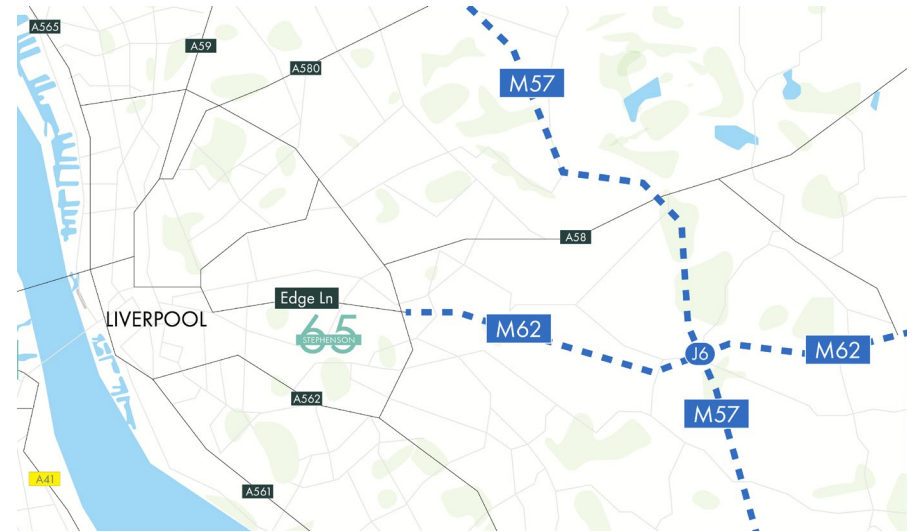 A565
A59
A580
M57
A58
Edge Ln
LIVERPOOL
65
STEPHENSON
M62
J6
M62
A562
M57
A41
A561